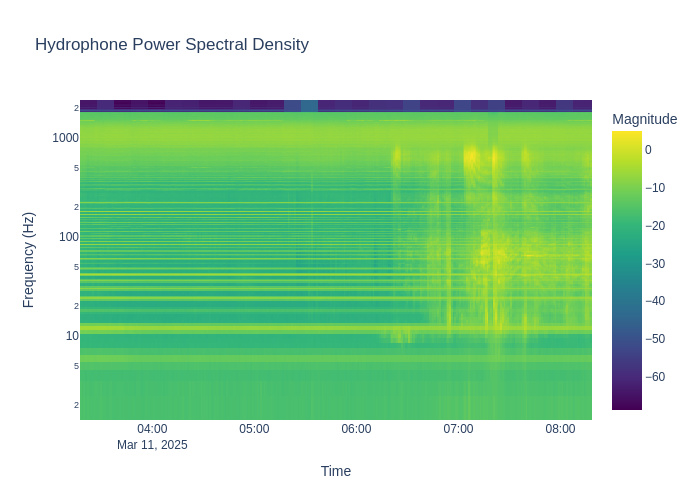 Hydrophone Power Spectral Density
Magnitude
2
1000
5
2
100
5
2
10
5
2
Frequency (Hz)
0
−10
−20
−30
−40
−50
−60
04:00 05:00 06:00 07:00 08:00
Mar 11, 2025
Time